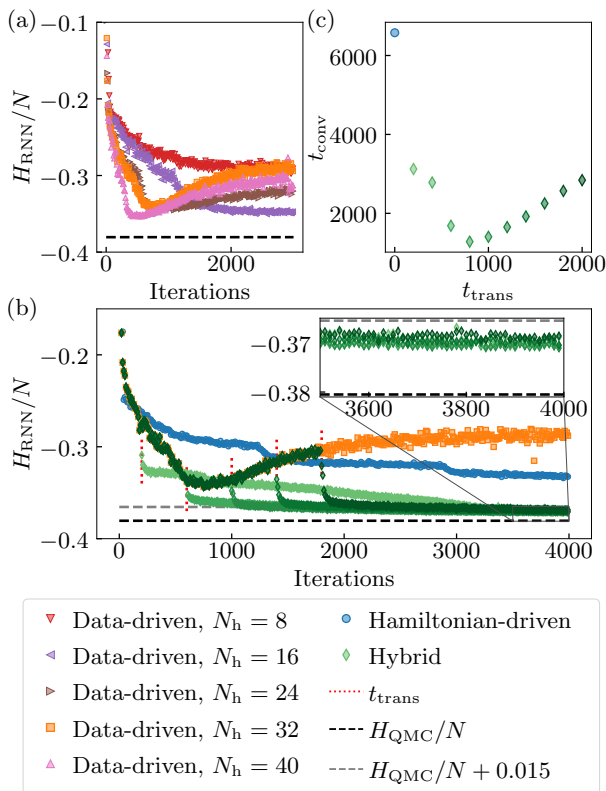 (a)
−0.1
−0.2
−0.3
−0.4
H_RNN/N
0
2000
Iterations
(c)
6000
4000
2000
t_conv
0
1000
2000
t_trans
(b)
−0.2
−0.3
−0.4
H_RNN/N
−0.37
−0.38
3600
3800
4000
0
1000
2000
3000
4000
Iterations
Data-driven, N_h = 8
Data-driven, N_h = 16
Data-driven, N_h = 24
Data-driven, N_h = 32
Data-driven, N_h = 40
Hamiltonian-driven
Hybrid
t_trans
H_QMC/N
H_QMC/N + 0.015